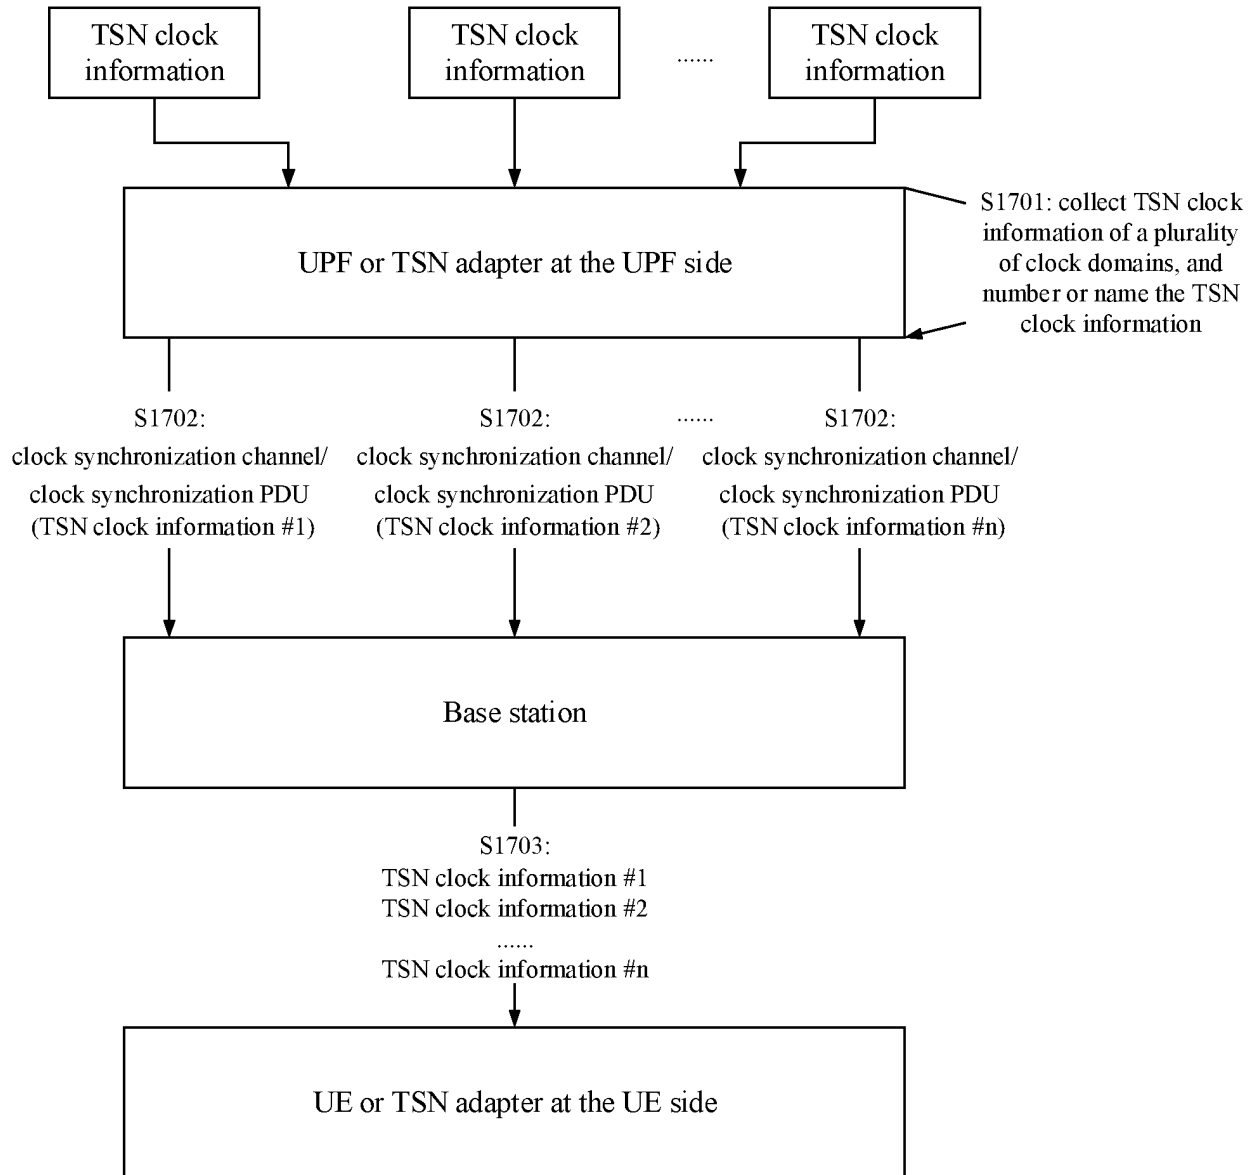 TSN clock
information
TSN clock
information
......
TSN clock
information
UPF or TSN adapter at the UPF side
S1701: collect TSN clock
information of a plurality
of clock domains, and
number or name the TSN
clock information
S1702:
clock synchronization channel/
clock synchronization PDU
(TSN clock information #1)
S1702:
clock synchronization channel/
clock synchronization PDU
(TSN clock information #2)
......
S1702:
clock synchronization channel/
clock synchronization PDU
(TSN clock information #n)
Base station
S1703:
TSN clock information #1
TSN clock information #2
......
TSN clock information #n
UE or TSN adapter at the UE side